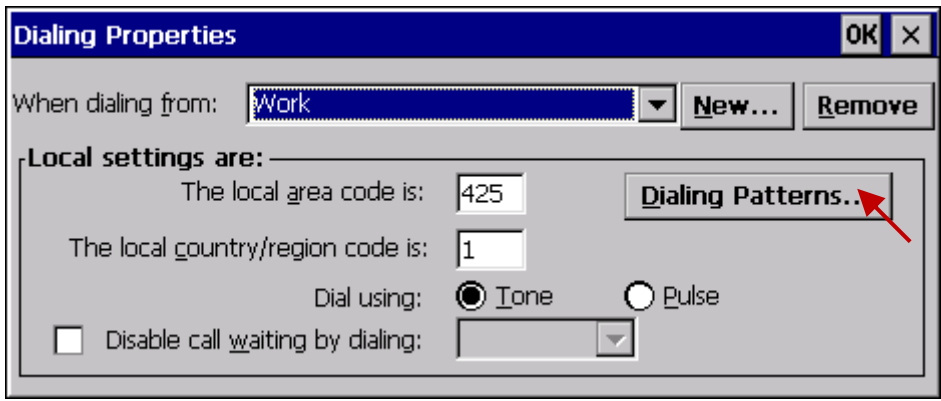 Dialing Properties OK ×
When dialing from: Work New... Remove
Local settings are:
The local area code is: 425 Dialing Patterns..
The local country/region code is: 1
Dial using: Tone Pulse
Disable call waiting by dialing: